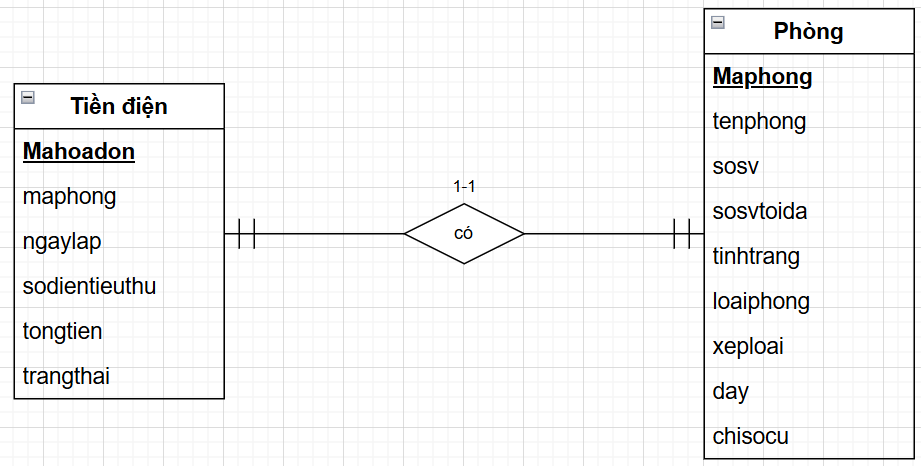 Tiền điện
Mahoadon
maphong
ngaylap
sodientieuthu
tongtien
trangthai
1-1
có
Phòng
Maphong
tenphong
sosv
sosvtoida
tinhtrang
loaiphong
xeploai
day
chisocu